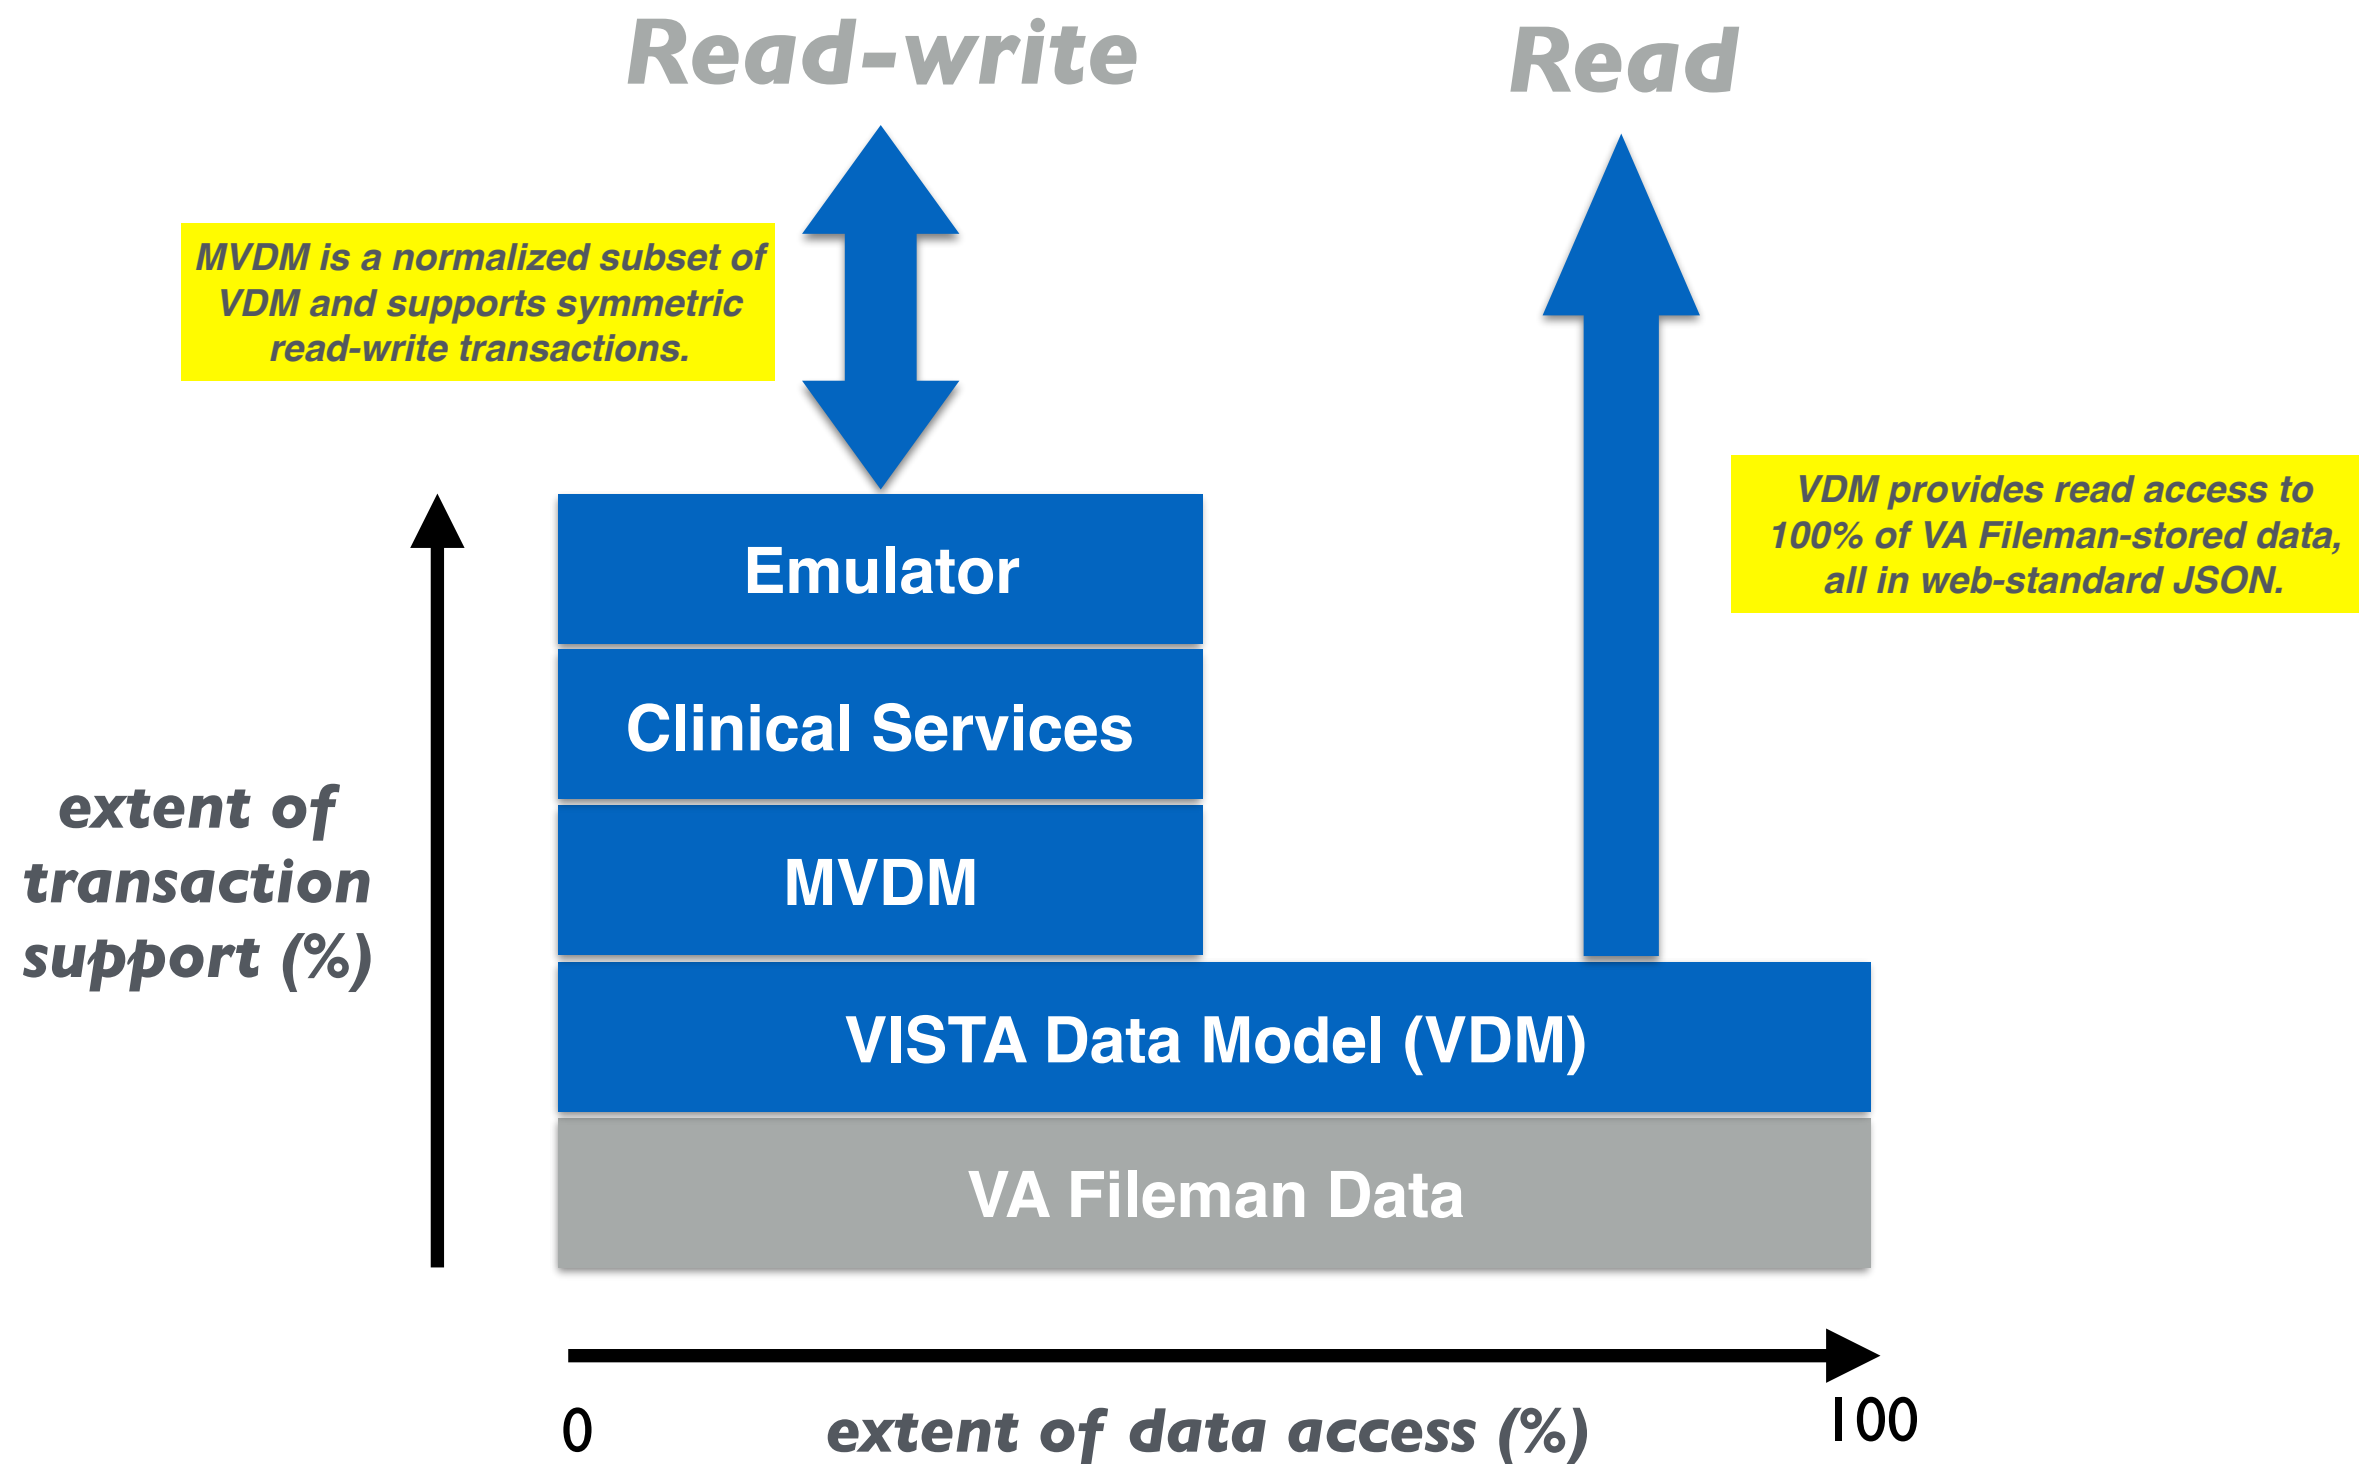 Read-write
Read
MVDM is a normalized subset of
VDM and supports symmetric
read-write transactions.
VDM provides read access to
100% of VA Fileman-stored data,
all in web-standard JSON.
Emulator
Clinical Services
MVDM
VISTA Data Model (VDM)
VA Fileman Data
extent of
transaction
support (%)
0
extent of data access (%)
100